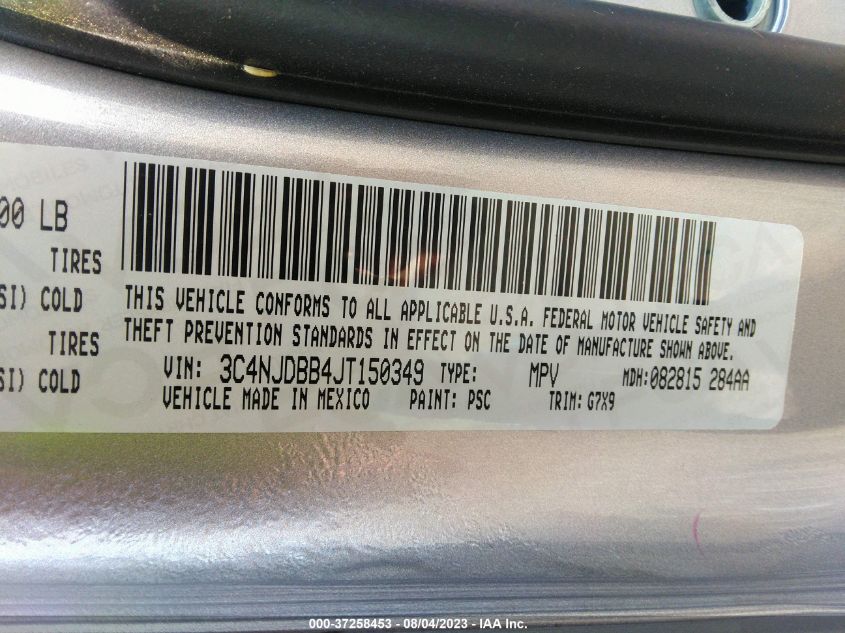 00 LB
TIRES
SI) COLD
TIRES
SI) COLD
THIS VEHICLE CONFORMS TO ALL APPLICABLE U.S.A. FEDERAL MOTOR VEHICLE SAFETY AND
THEFT PREVENTION STANDARDS IN EFFECT ON THE DATE OF MANUFACTURE SHOWN ABOVE.
VIN: 3C4NJDBB4JT150349 TYPE: MPV MDH:082815 284AA
VEHICLE MADE IN MEXICO PAINT: PSC TRIM: G7X9
000-37258453 - 08/04/2023 - IAA Inc.